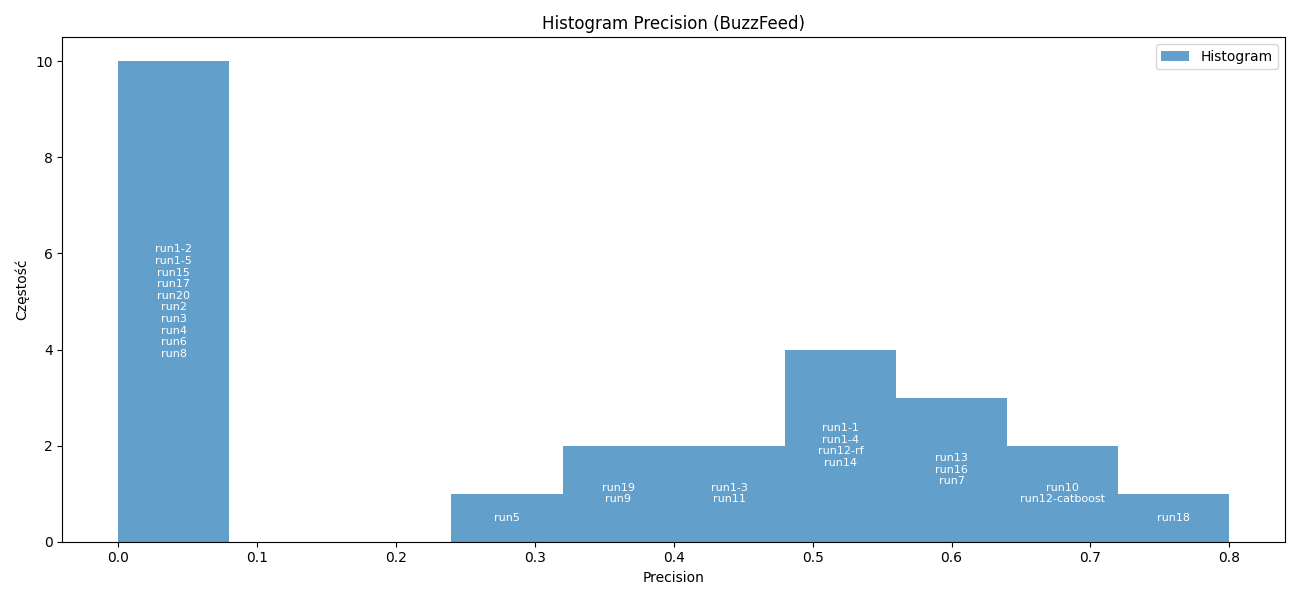 Histogram Precision (BuzzFeed)
Histogram
Częstość
10
8
6
4
2
0
run1-2
run1-5
run15
run17
run20
run2
run3
run4
run6
run8
run5
run19
run9
run1-3
run11
run1-1
run1-4
run12-rf
run14
run13
run16
run7
run10
run12-catboost
run18
0.0 0.1 0.2 0.3 0.4 0.5 0.6 0.7 0.8
Precision